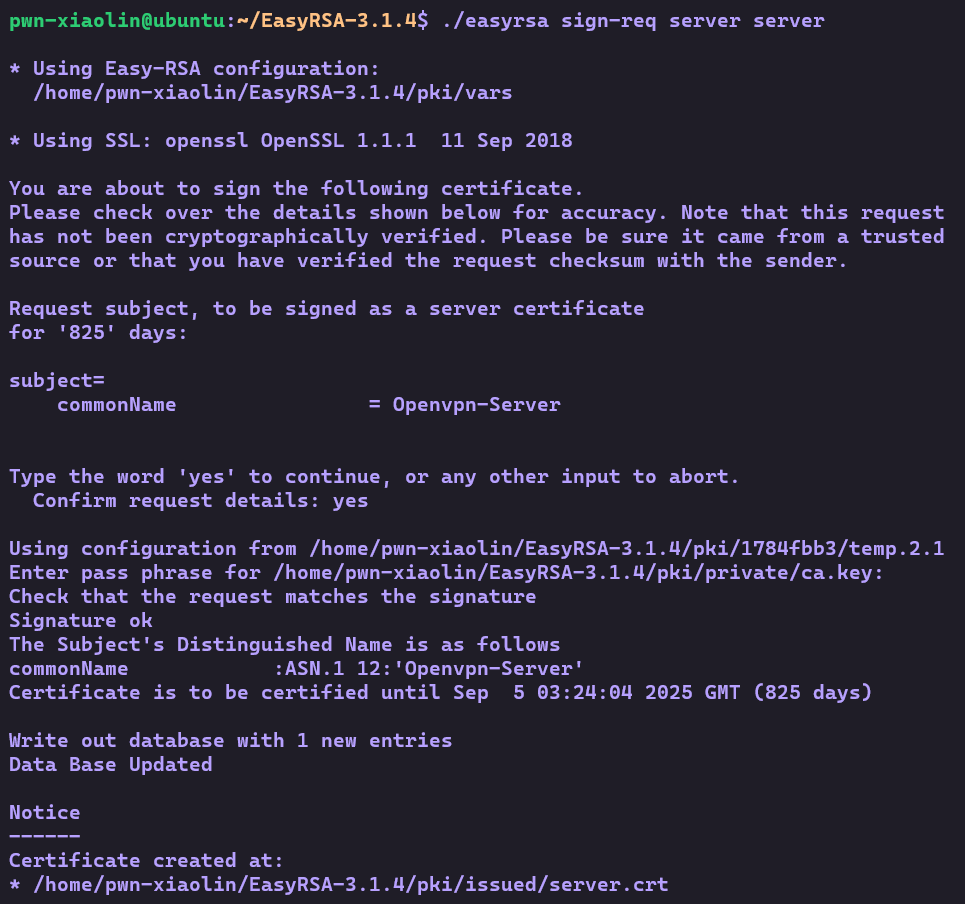 pwn-xiaolin@ubuntu:~/EasyRSA-3.1.4$ ./easyrsa sign-req server server
* Using Easy-RSA configuration:
/home/pwn-xiaolin/EasyRSA-3.1.4/pki/vars
* Using SSL: openssl OpenSSL 1.1.1  11 Sep 2018
You are about to sign the following certificate.
Please check over the details shown below for accuracy. Note that this request
has not been cryptographically verified. Please be sure it came from a trusted
source or that you have verified the request checksum with the sender.
Request subject, to be signed as a server certificate
for '825' days:
subject=
commonName                = Openvpn-Server
Type the word 'yes' to continue, or any other input to abort.
Confirm request details: yes
Using configuration from /home/pwn-xiaolin/EasyRSA-3.1.4/pki/1784fbb3/temp.2.1
Enter pass phrase for /home/pwn-xiaolin/EasyRSA-3.1.4/pki/private/ca.key:
Check that the request matches the signature
Signature ok
The Subject's Distinguished Name is as follows
commonName            :ASN.1 12:'Openvpn-Server'
Certificate is to be certified until Sep  5 03:24:04 2025 GMT (825 days)
Write out database with 1 new entries
Data Base Updated
Notice
------
Certificate created at:
* /home/pwn-xiaolin/EasyRSA-3.1.4/pki/issued/server.crt